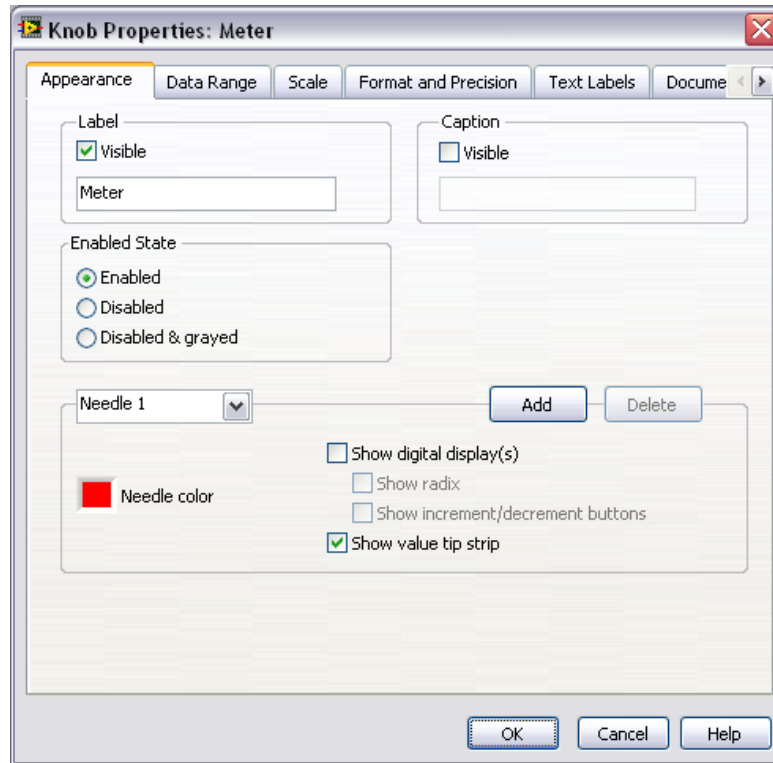 Knob Properties: Meter
Appearance Data Range Scale Format and Precision Text Labels Docume
Label
Visible
Meter
Caption
Visible
Enabled State
Enabled
Disabled
Disabled & grayed
Needle 1
Add Delete
Needle color
Show digital display(s)
Show radix
Show increment/decrement buttons
Show value tip strip
OK Cancel Help